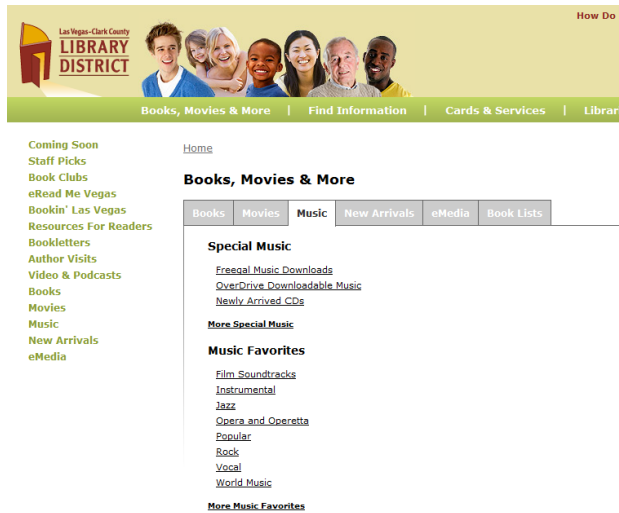 How Do
Las Vegas-Clark County
LIBRARY
DISTRICT
Books, Movies & More | Find Information | Cards & Services | Librar
Coming Soon
Staff Picks
Book Clubs
eRead Me Vegas
Bookin' Las Vegas
Resources For Readers
Bookletters
Author Visits
Video & Podcasts
Books
Movies
Music
New Arrivals
eMedia
Home
Books, Movies & More
Books Movies Music New Arrivals eMedia Book Lists
Special Music
Freegal Music Downloads
OverDrive Downloadable Music
Newly Arrived CDs
More Special Music
Music Favorites
Film Soundtracks
Instrumental
Jazz
Opera and Operetta
Popular
Rock
Vocal
World Music
More Music Favorites